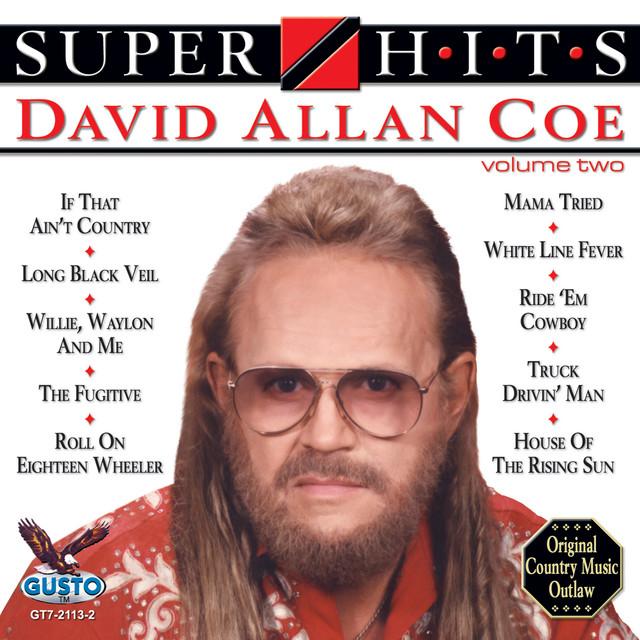 SUPER H·I·T·S
DAVID ALLAN COE
volume two
IF THAT
AIN'T COUNTRY
LONG BLACK VEIL
WILLIE, WAYLON
AND ME
THE FUGITIVE
ROLL ON
EIGHTEEN WHEELER
MAMA TRIED
WHITE LINE FEVER
RIDE 'EM
COWBOY
TRUCK
DRIVIN' MAN
HOUSE OF
THE RISING SUN
GUSTO
TM
GT7-2113-2
Original
Country Music
Outlaw